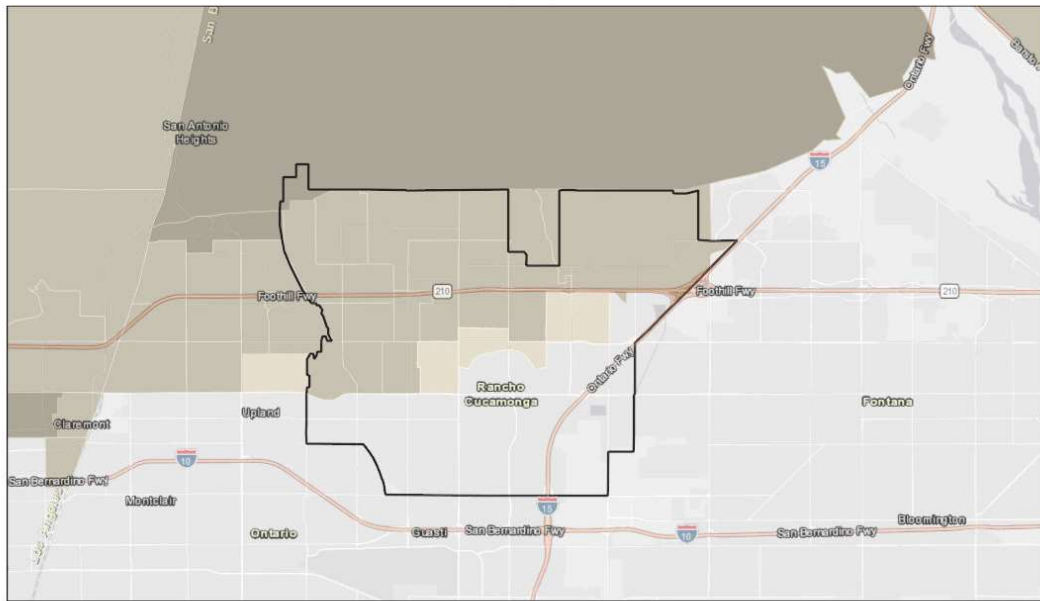 San B
Ontario Fwy
San Antonio
Heights
15
Foothill Fwy
210
Foothill Fwy
210
Ontario Fwy
Rancho
Cucamonga
Fontana
Upland
Claremont
10
San Bernardino Fwy
Montclair
15
Bloomington
Ontario
Guasti
San Bernardino Fwy
10
San Bernardino Fwy